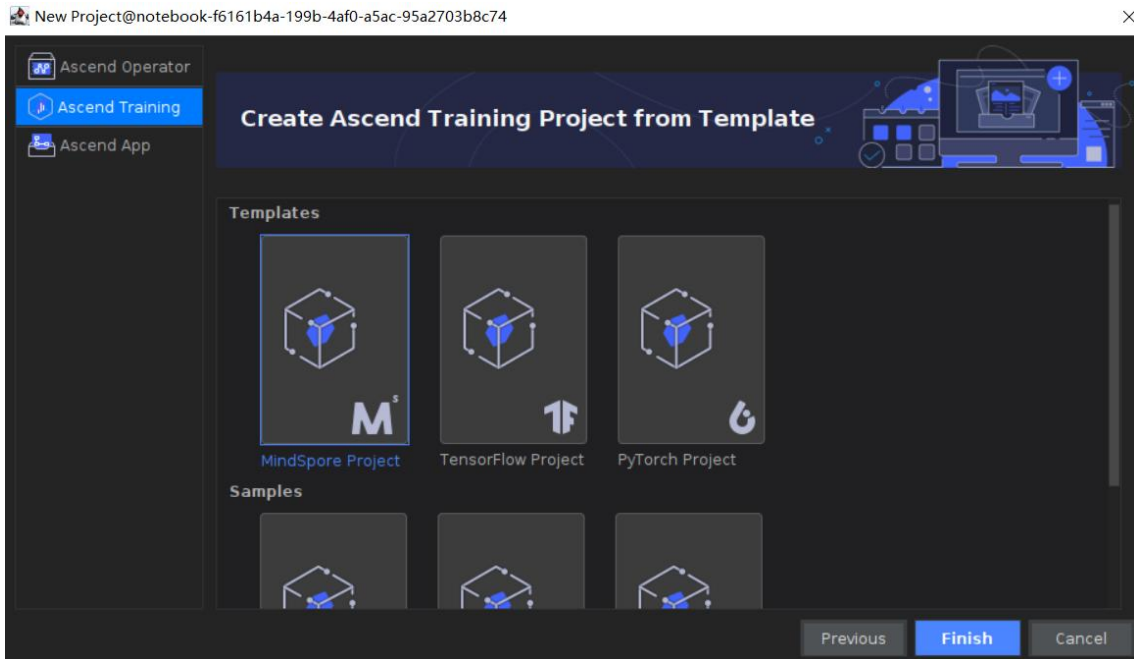 New Project@notebook-f6161b4a-199b-4af0-a5ac-95a2703b8c74
Ascend Operator
Ascend Training
Ascend App
Create Ascend Training Project from Template
Templates
M s
TF
MindSpore Project
TensorFlow Project
PyTorch Project
Samples
Previous
Finish
Cancel